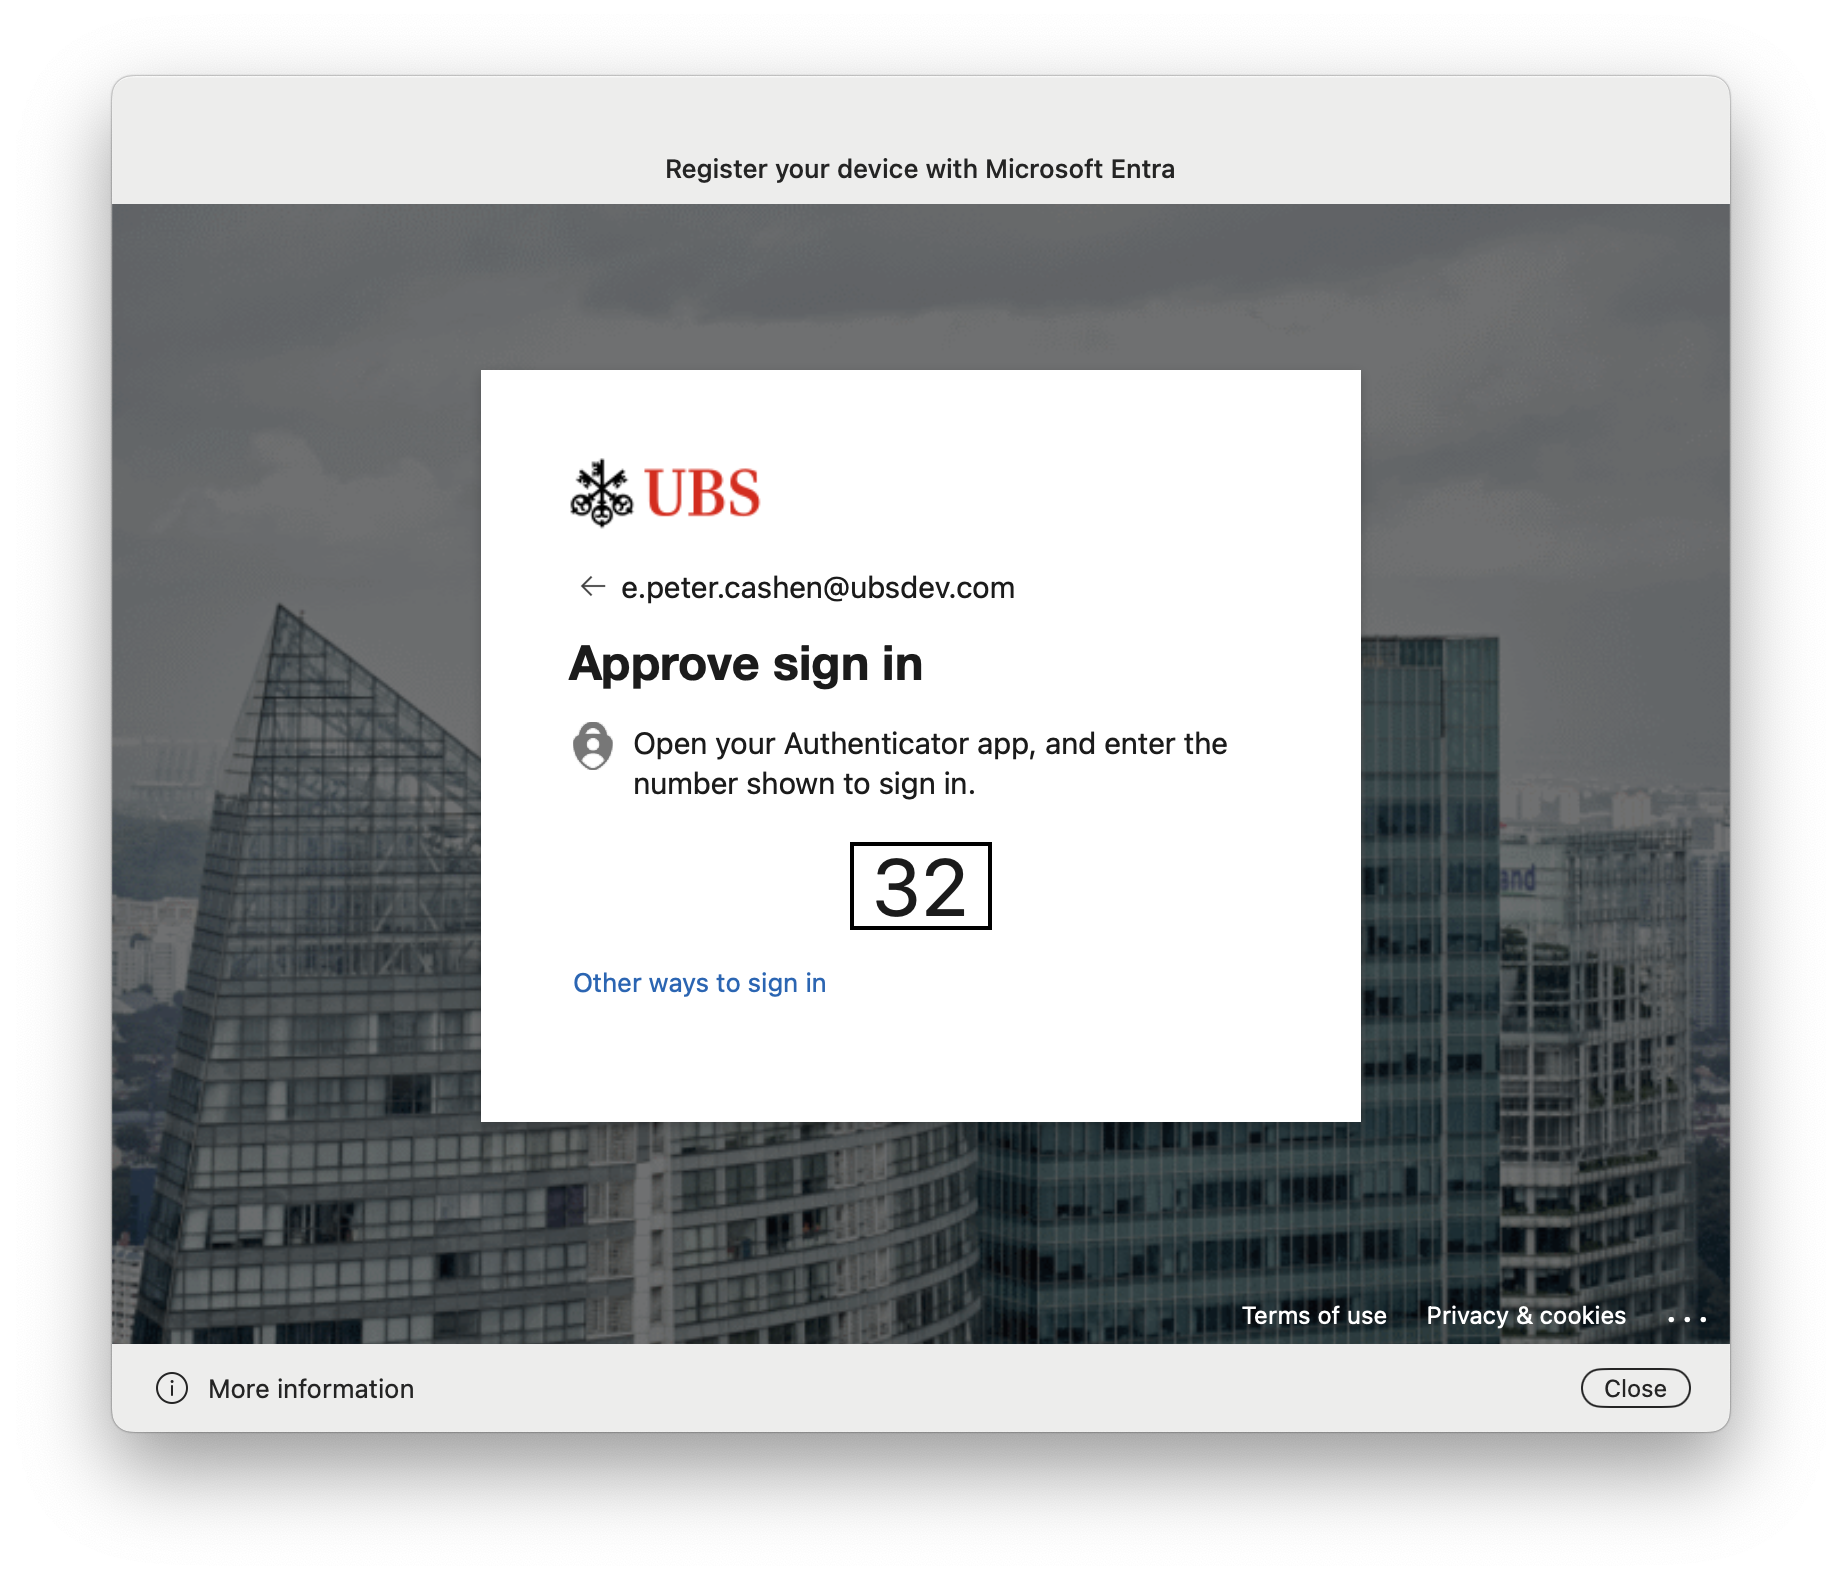 Register your device with Microsoft Entra
UBS
← e.peter.cashen@ubsdev.com
Approve sign in
Open your Authenticator app, and enter the
number shown to sign in.
32
Other ways to sign in
Terms of use Privacy & cookies ...
More information
Close